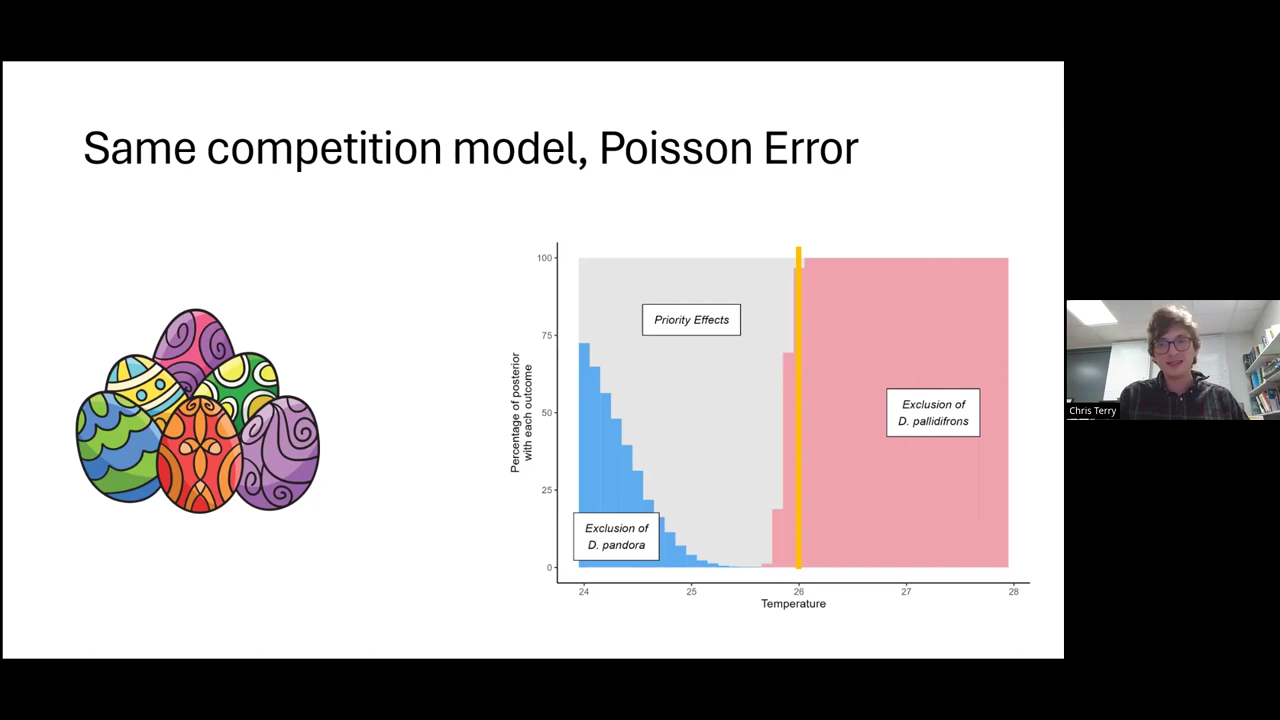 Same competition model, Poisson Error
Percentage of posterior
with each outcome
100
75
50
25
0
Priority Effects
Exclusion of
D. pallidifrons
Exclusion of
D. pandora
24
25
26
27
28
Temperature
Chris Terry